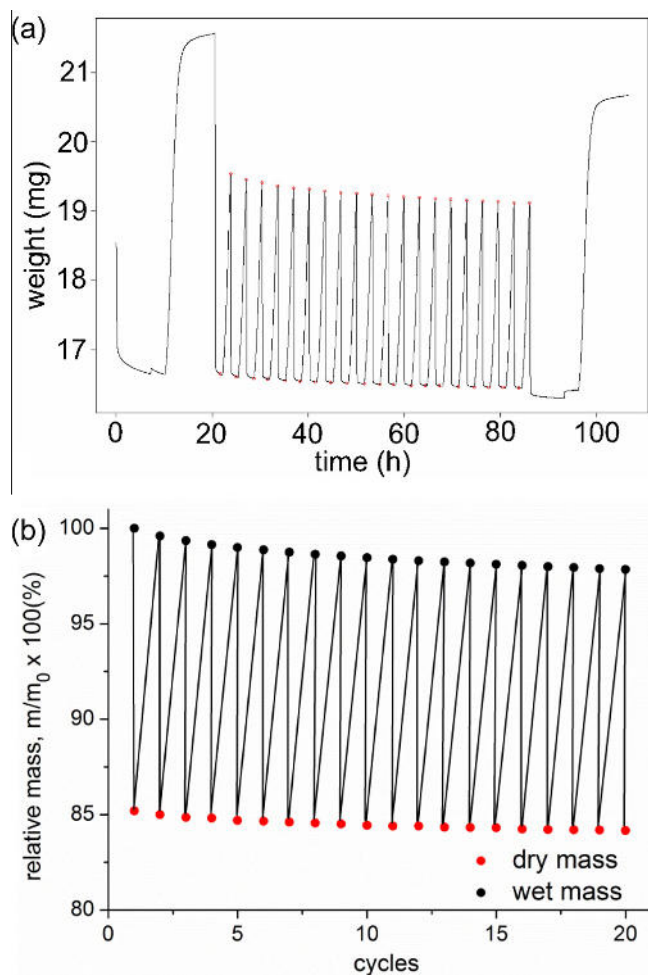 (a)
21
20
19
18
17
weight (mg)
0 20 40 60 80 100
time (h)
(b)
100
95
90
85
80
relative mass, m/m₀ x 100(%)
dry mass
wet mass
0 5 10 15 20
cycles